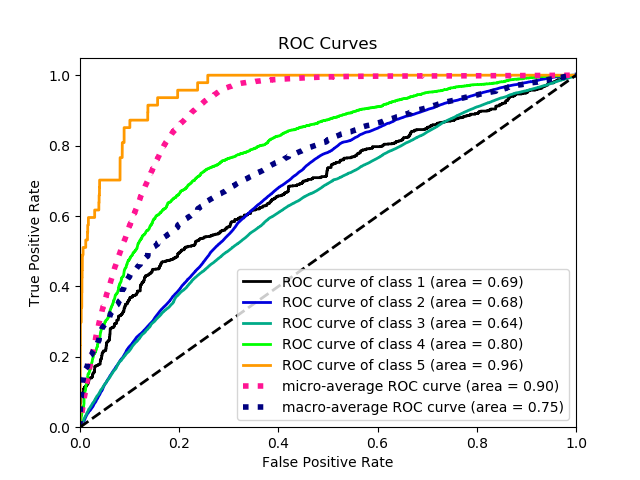 ROC Curves
1.0
0.8
0.6
0.4
0.2
0.0
True Positive Rate
ROC curve of class 1 (area = 0.69)
ROC curve of class 2 (area = 0.68)
ROC curve of class 3 (area = 0.64)
ROC curve of class 4 (area = 0.80)
ROC curve of class 5 (area = 0.96)
micro-average ROC curve (area = 0.90)
macro-average ROC curve (area = 0.75)
0.0 0.2 0.4 0.6 0.8 1.0
False Positive Rate